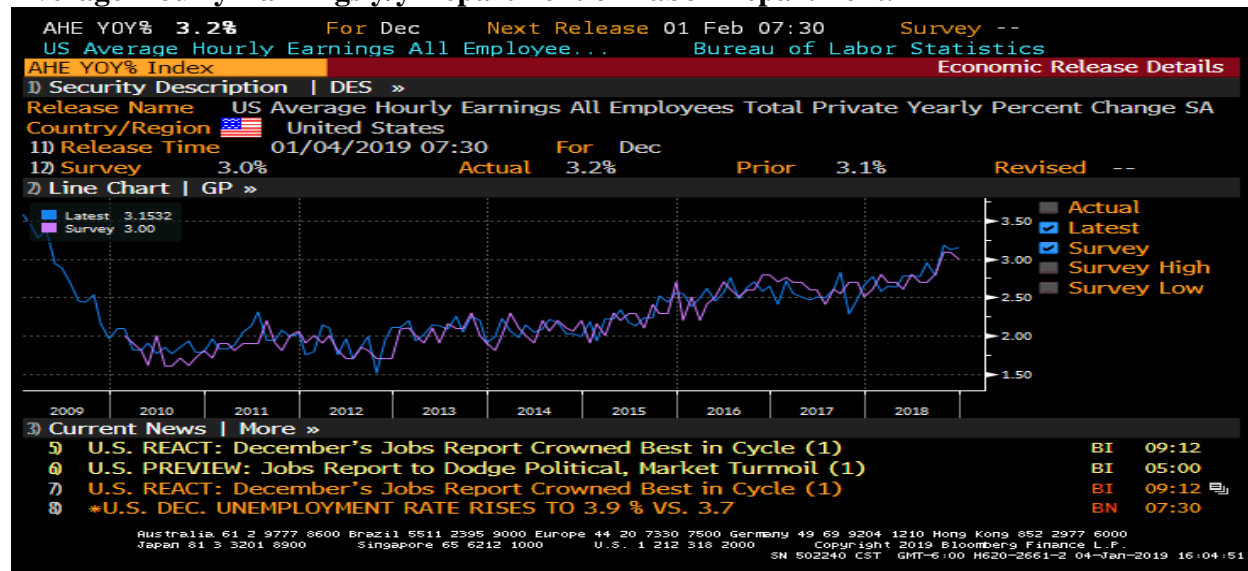 AHE YOY% 3.2% For Dec Next Release 01 Feb 07:30 Survey --
US Average Hourly Earnings All Employee... Bureau of Labor Statistics
AHE YOY% Index Economic Release Details
1) Security Description | DES »
Release Name US Average Hourly Earnings All Employees Total Private Yearly Percent Change SA
Country/Region United States
11) Release Time 01/04/2019 07:30 For Dec
12) Survey 3.0% Actual 3.2% Prior 3.1% Revised --
2) Line Chart | GP »
Latest 3.1532
Survey 3.00
Actual
Latest
Survey
Survey High
Survey Low
3.50
3.00
2.50
2.00
1.50
2009 2010 2011 2012 2013 2014 2015 2016 2017 2018
3) Current News | More »
5) U.S. REACT: December's Jobs Report Crowned Best in Cycle (1) BI 09:12
6) U.S. PREVIEW: Jobs Report to Dodge Political, Market Turmoil (1) BI 05:00
7) U.S. REACT: December's Jobs Report Crowned Best in Cycle (1) BI 09:12
8) *U.S. DEC. UNEMPLOYMENT RATE RISES TO 3.9 % VS. 3.7 BN 07:30
Australia 61 2 9777 8600 Brazil 5511 2395 9000 Europe 44 20 7330 7500 Germany 49 69 9204 1210 Hong Kong 852 2977 6000
Japan 81 3 3201 8900 Singapore 65 6212 1000 U.S. 1 212 318 2000 Copyright 2019 Bloomberg Finance L.P.
SN 502240 CST GMT-6:00 H620-2661-2 04-Jan-2019 16:04:51